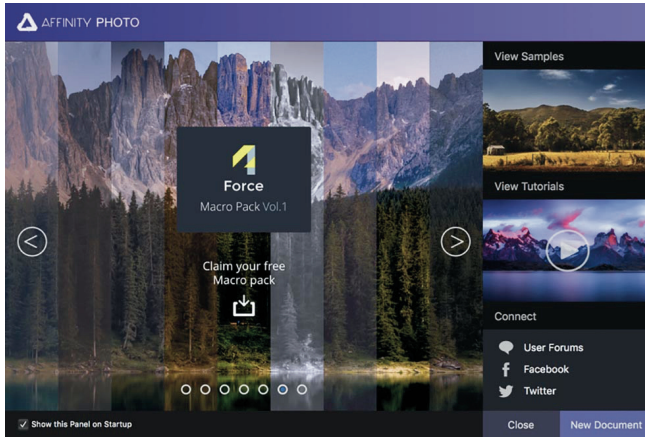 AFFINITY PHOTO
Force
Macro Pack Vol.1
Claim your free
Macro pack
View Samples
View Tutorials
Connect
User Forums
Facebook
Twitter
Show this Panel on Startup
Close
New Document